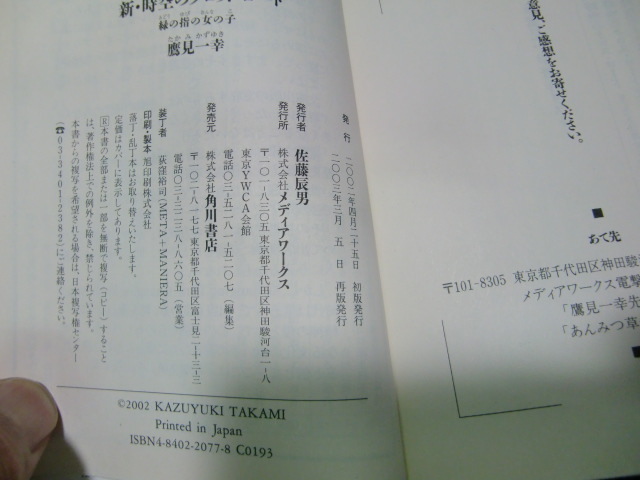 新・時空の
緑の指の女の子
たかみ かずゆき
鷹見一幸
発行 二〇〇二年四月二十五日 初版発行
二〇〇三年三月 五 日 再版発行
発行者 佐藤辰男
発行所 株式会社メディアワークス
〒一〇一-八三〇五 東京都千代田区神田駿河台一-八
東京YWCA会館
電話〇三-五二八一-五二〇七（編集）
発売元 株式会社角川書店
〒一〇二-八一七七 東京都千代田区富士見二-十三-三
電話〇三-三二三八-八六〇五（営業）
装丁者 荻窪裕司（META+MANIERA）
印刷・製本 旭印刷株式会社
落丁・乱丁本はお取り替えいたします。
定価はカバーに表示してあります。
R本書の全部または一部を無断で複写（コピー）すること
は、著作権法上での例外を除き、禁じられています。
本書からの複写を希望される場合は、日本複写権センター
（☎03-3401-2382）にご連絡ください。
©2002 KAZUYUKI TAKAMI
Printed in Japan
ISBN4-8402-2077-8 C0193
意見、ご感想をお寄せください。
■
あて先
〒101-8305 東京都千代田区神田駿
メディアワークス電撃
「鷹見一幸先
「あんみつ草